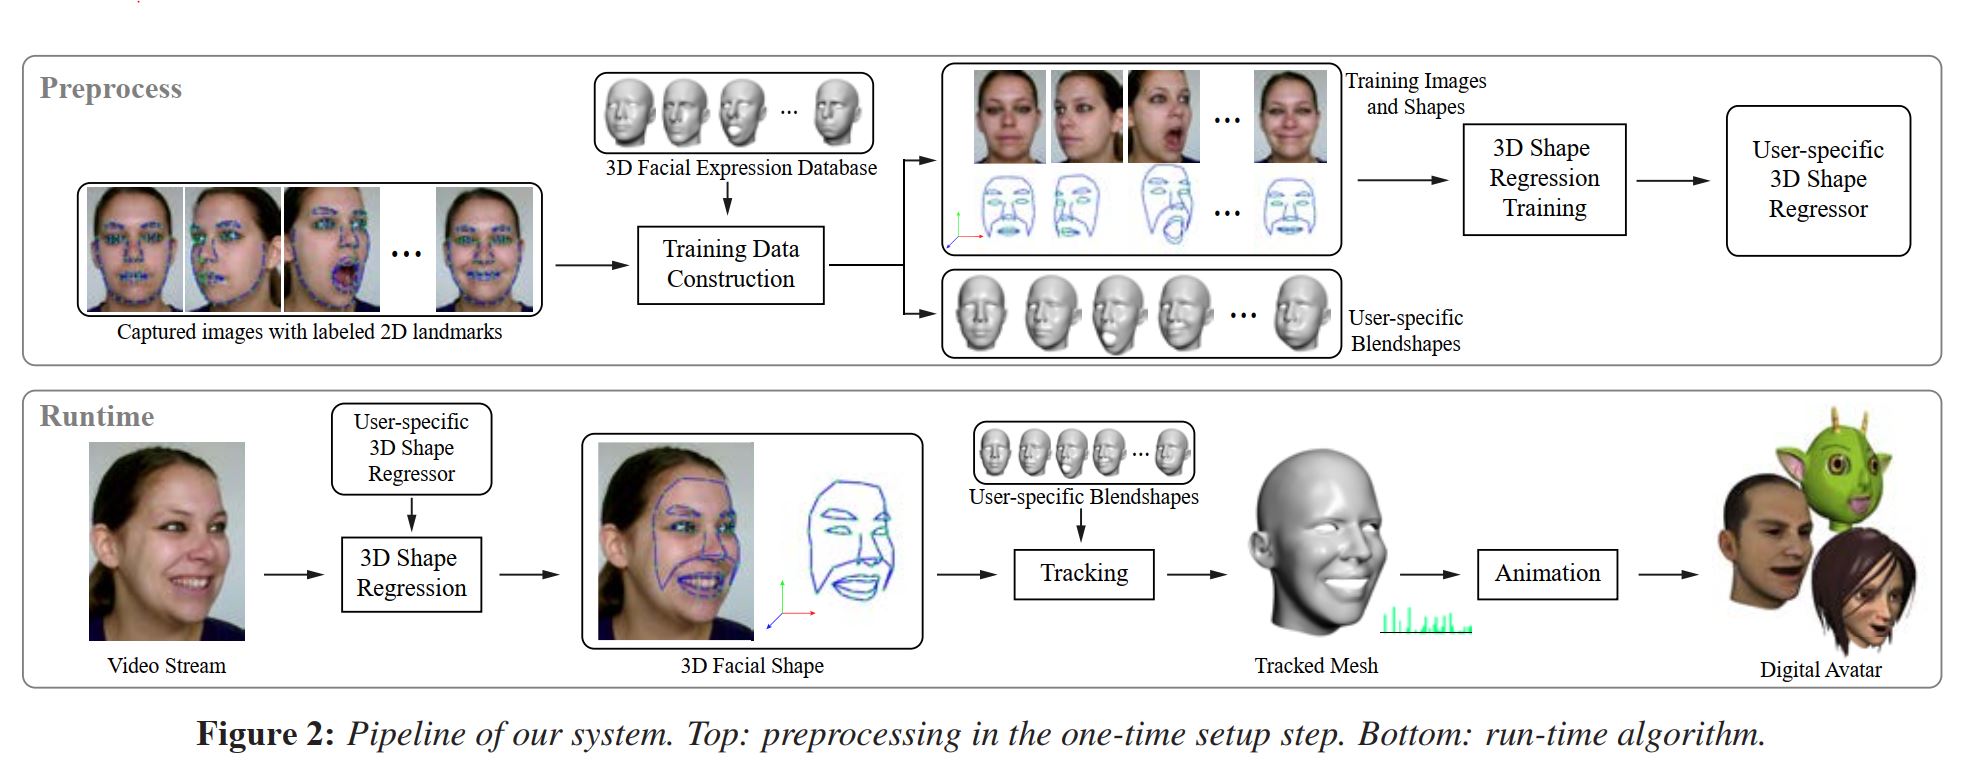 Preprocess
3D Facial Expression Database
Captured images with labeled 2D landmarks
Training Data
Construction
Training Images
and Shapes
User-specific
Blendshapes
3D Shape
Regression
Training
User-specific
3D Shape
Regressor
Runtime
Video Stream
User-specific
3D Shape
Regressor
3D Shape
Regression
3D Facial Shape
User-specific Blendshapes
Tracking
Tracked Mesh
Animation
Digital Avatar
Figure 2: Pipeline of our system. Top: preprocessing in the one-time setup step. Bottom: run-time algorithm.